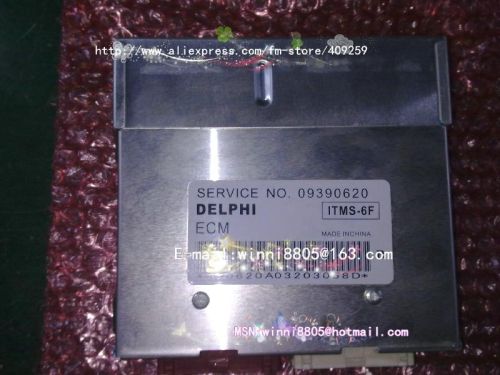 http://www.aliexpress.com/fm-store/409259
SERVICE NO. 09390620
DELPHI
ITMS-6F
ECM
MADE INCHINA
E-mail:winni8805@163.com
MSN:winni8805@hotmail.com